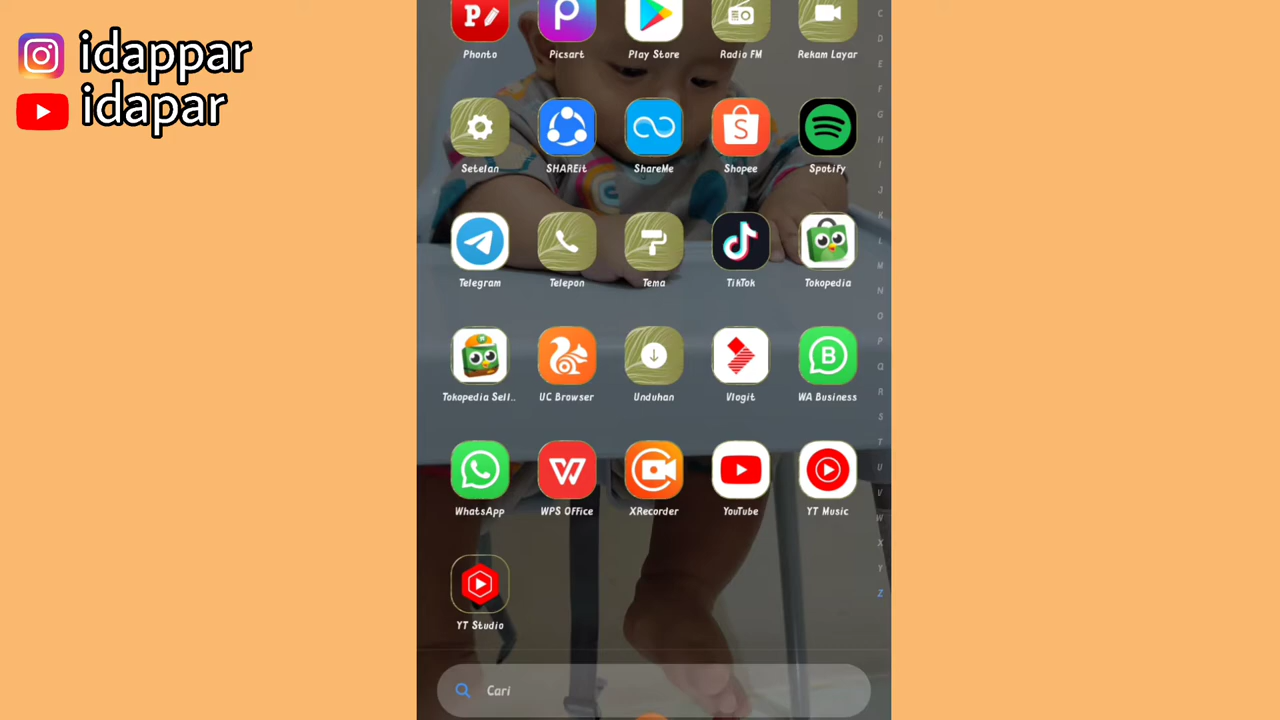 idappar
idapar
Phonto Picsart Play Store Radio FM Rekam Layar
Setelan SHAREit ShareMe Shopee Spotify
Telegram Telepon Tema TikTok Tokopedia
Tokopedia Sell.. UC Browser Unduhan Vlogit WA Business
WhatsApp WPS Office XRecorder YouTube YT Music
YT Studio
Cari
C
D
E
F
G
H
I
J
K
L
M
N
O
P
Q
R
S
T
U
V
W
X
Y
Z